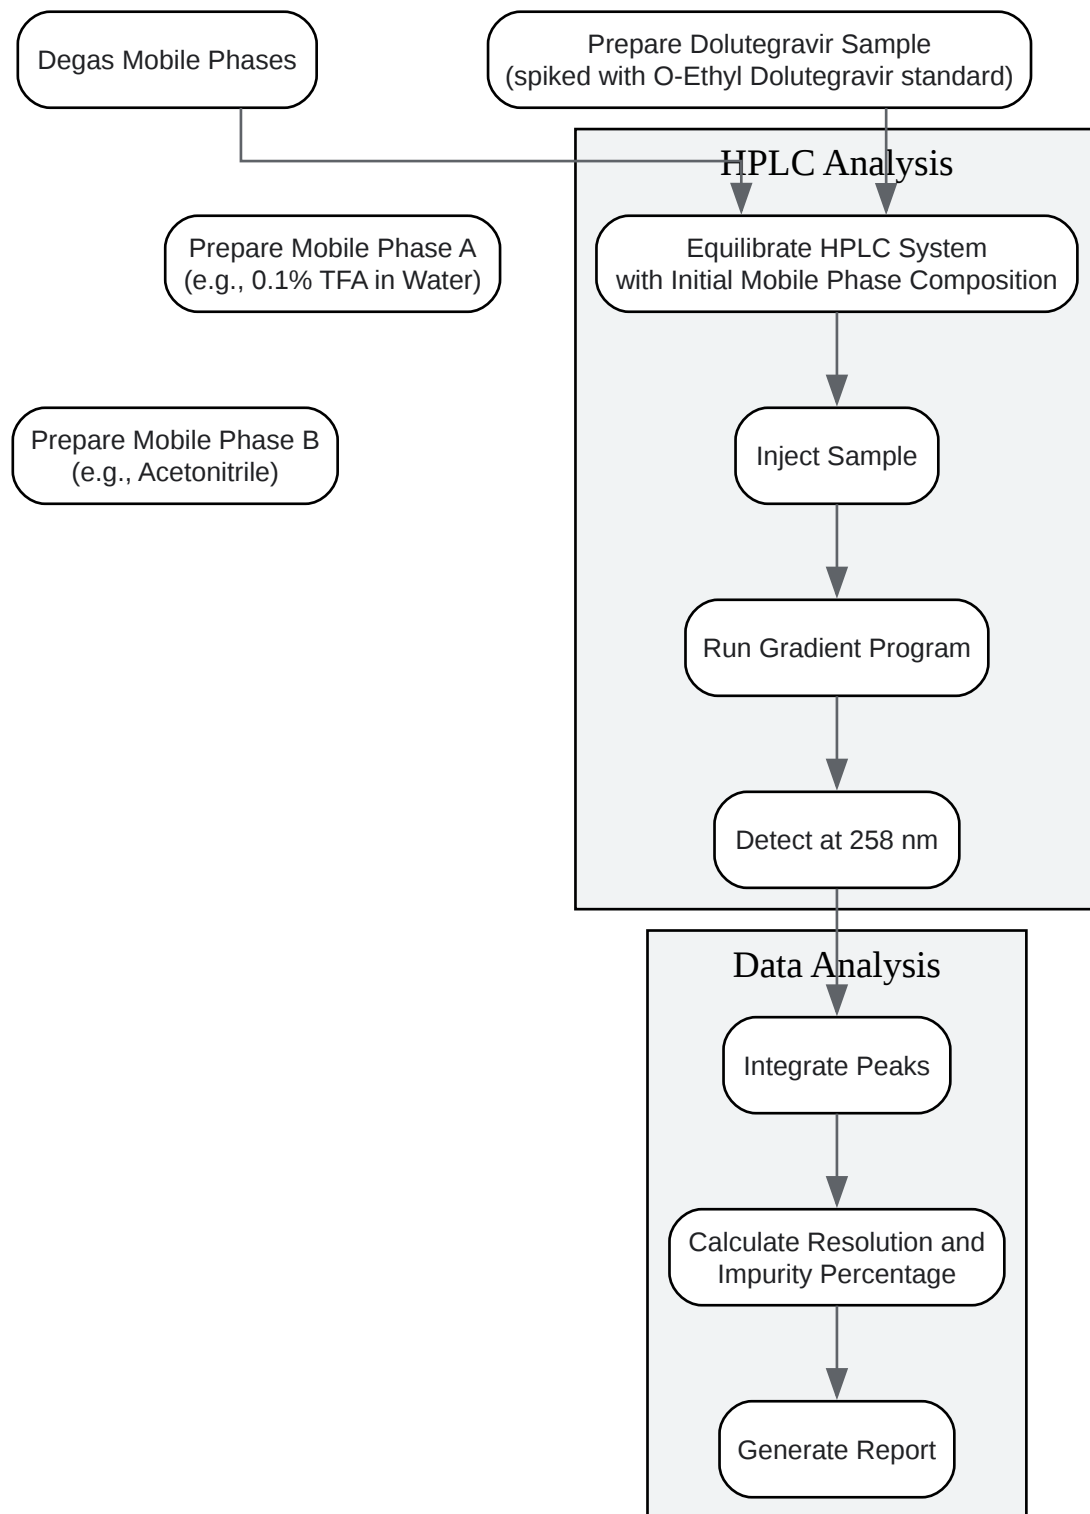 Degas Mobile Phases
Prepare Dolutegravir Sample
(spiked with O-Ethyl Dolutegravir standard)
HPLC Analysis
Prepare Mobile Phase A
(e.g., 0.1% TFA in Water)
Equilibrate HPLC System
with Initial Mobile Phase Composition
Prepare Mobile Phase B
(e.g., Acetonitrile)
Inject Sample
Run Gradient Program
Detect at 258 nm
Data Analysis
Integrate Peaks
Calculate Resolution and
Impurity Percentage
Generate Report